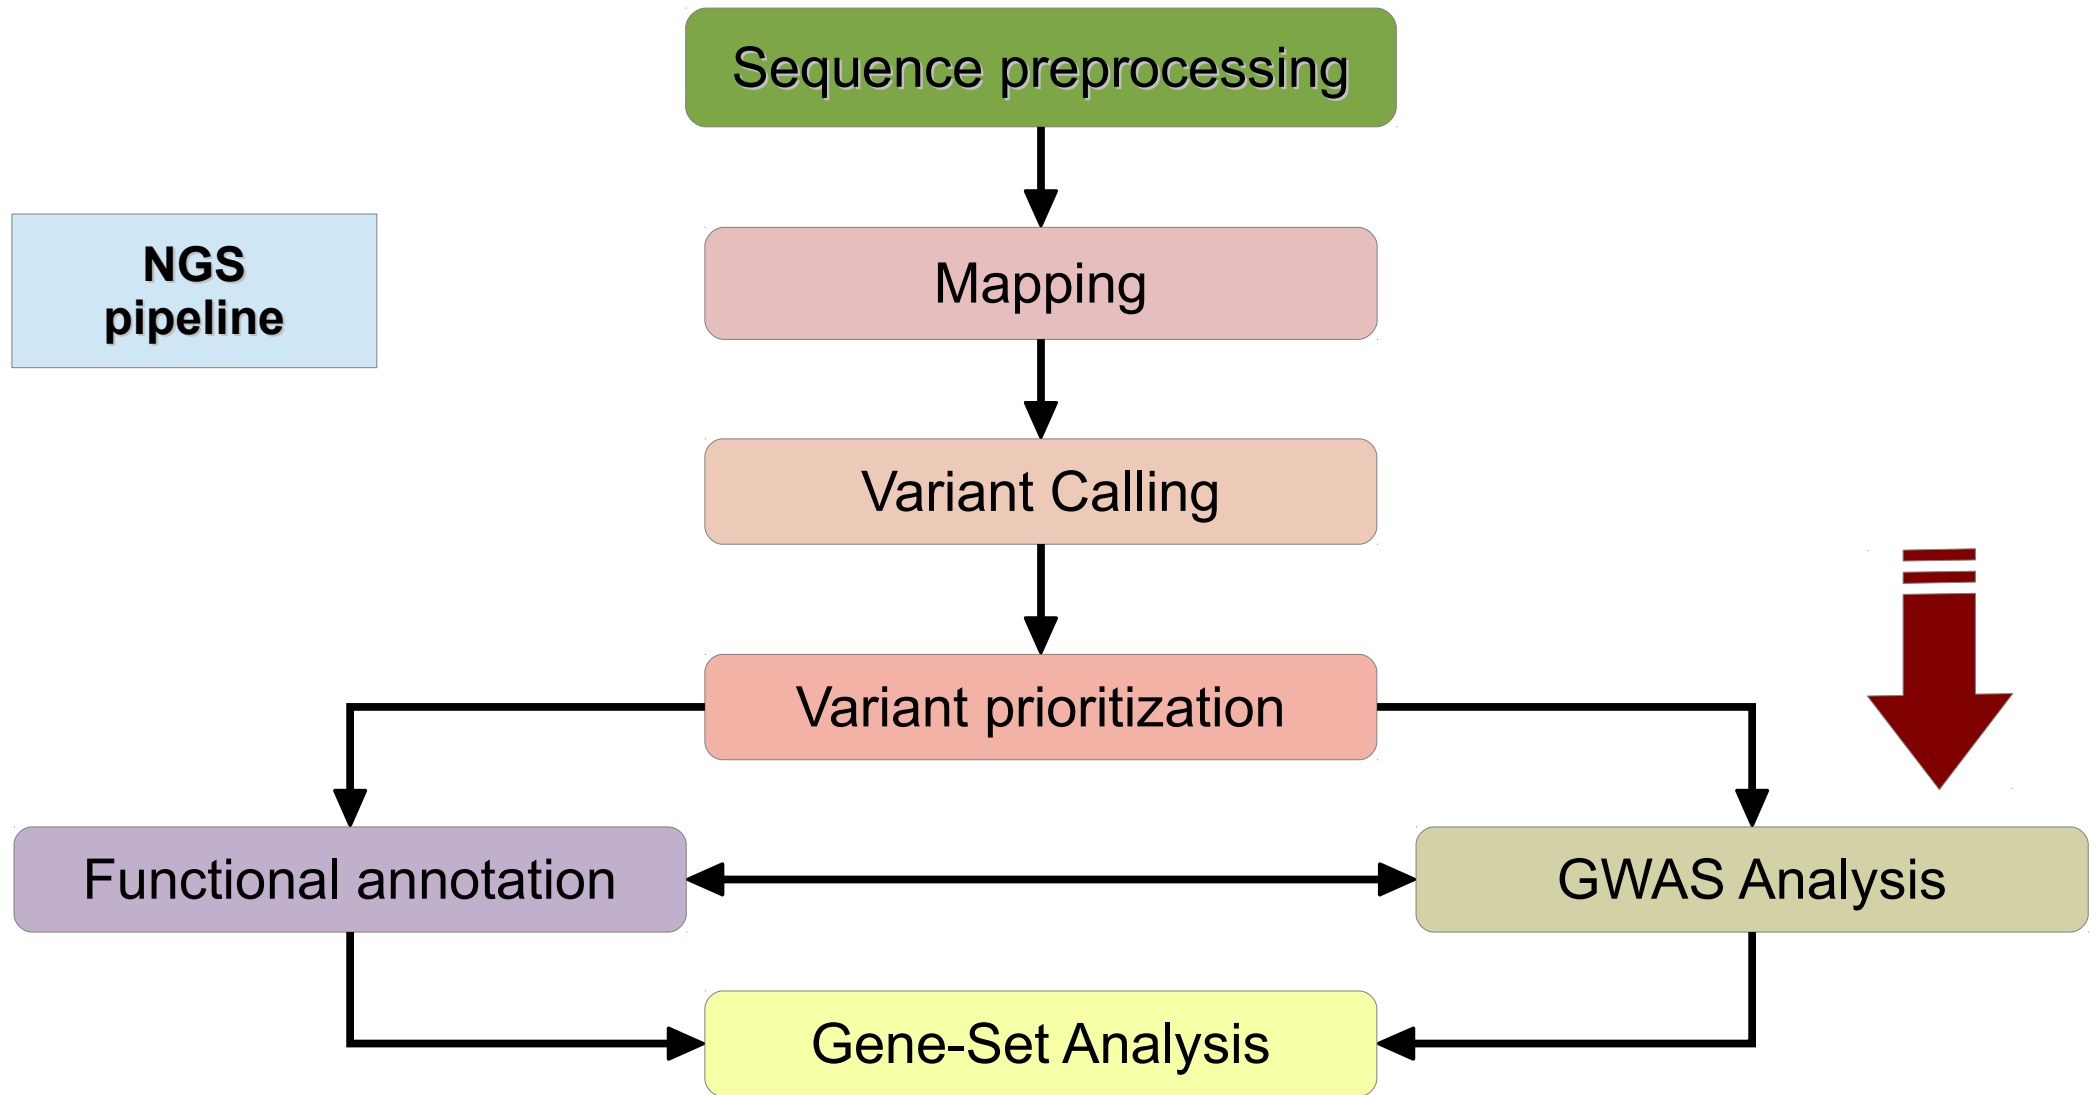 Sequence preprocessing
NGS
pipeline
Mapping
Variant Calling
Variant prioritization
Functional annotation
GWAS Analysis
Gene-Set Analysis